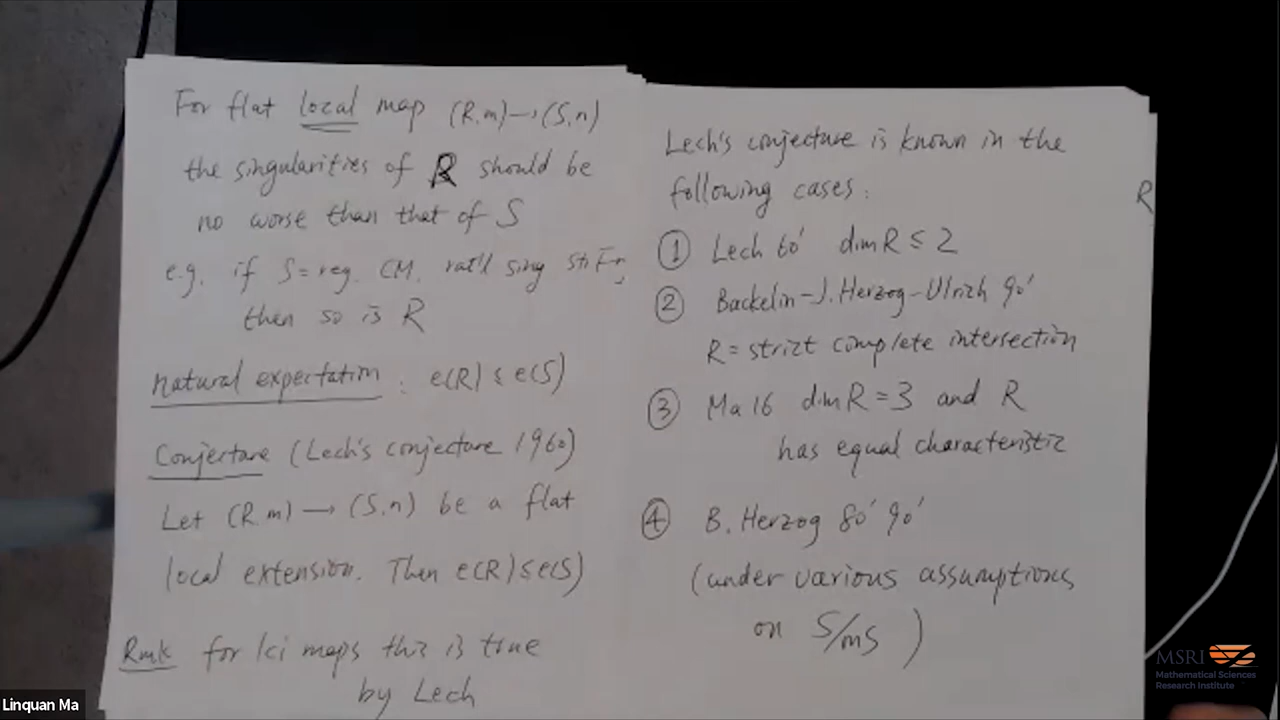 For flat local map (R,m)→(S,n)
the singularities of R should be
no worse than that of S
e.g. if S=reg. CM. rat'l sing
then so is R
natural expectation : e(R) ≤ e(S)
Conjecture (Lech's conjecture 1960)
Let (R.m) → (S.n) be a flat
local extension. Then e(R) ≤ e(S)
Rmk for lci maps this is true
by Lech
Lech's conjecture is known in the
following cases:
① Lech 60' dim R ≤ 2
② Backelin-J.Herzog-Ulrich 90'
R = strict complete intersection
③ Ma 16 dim R = 3 and R
has equal characteristic
④ B. Herzog 80' 90'
(under various assumptions
on S/mS )
R
MSRI
Mathematical Sciences
Research Institute
Linquan Ma